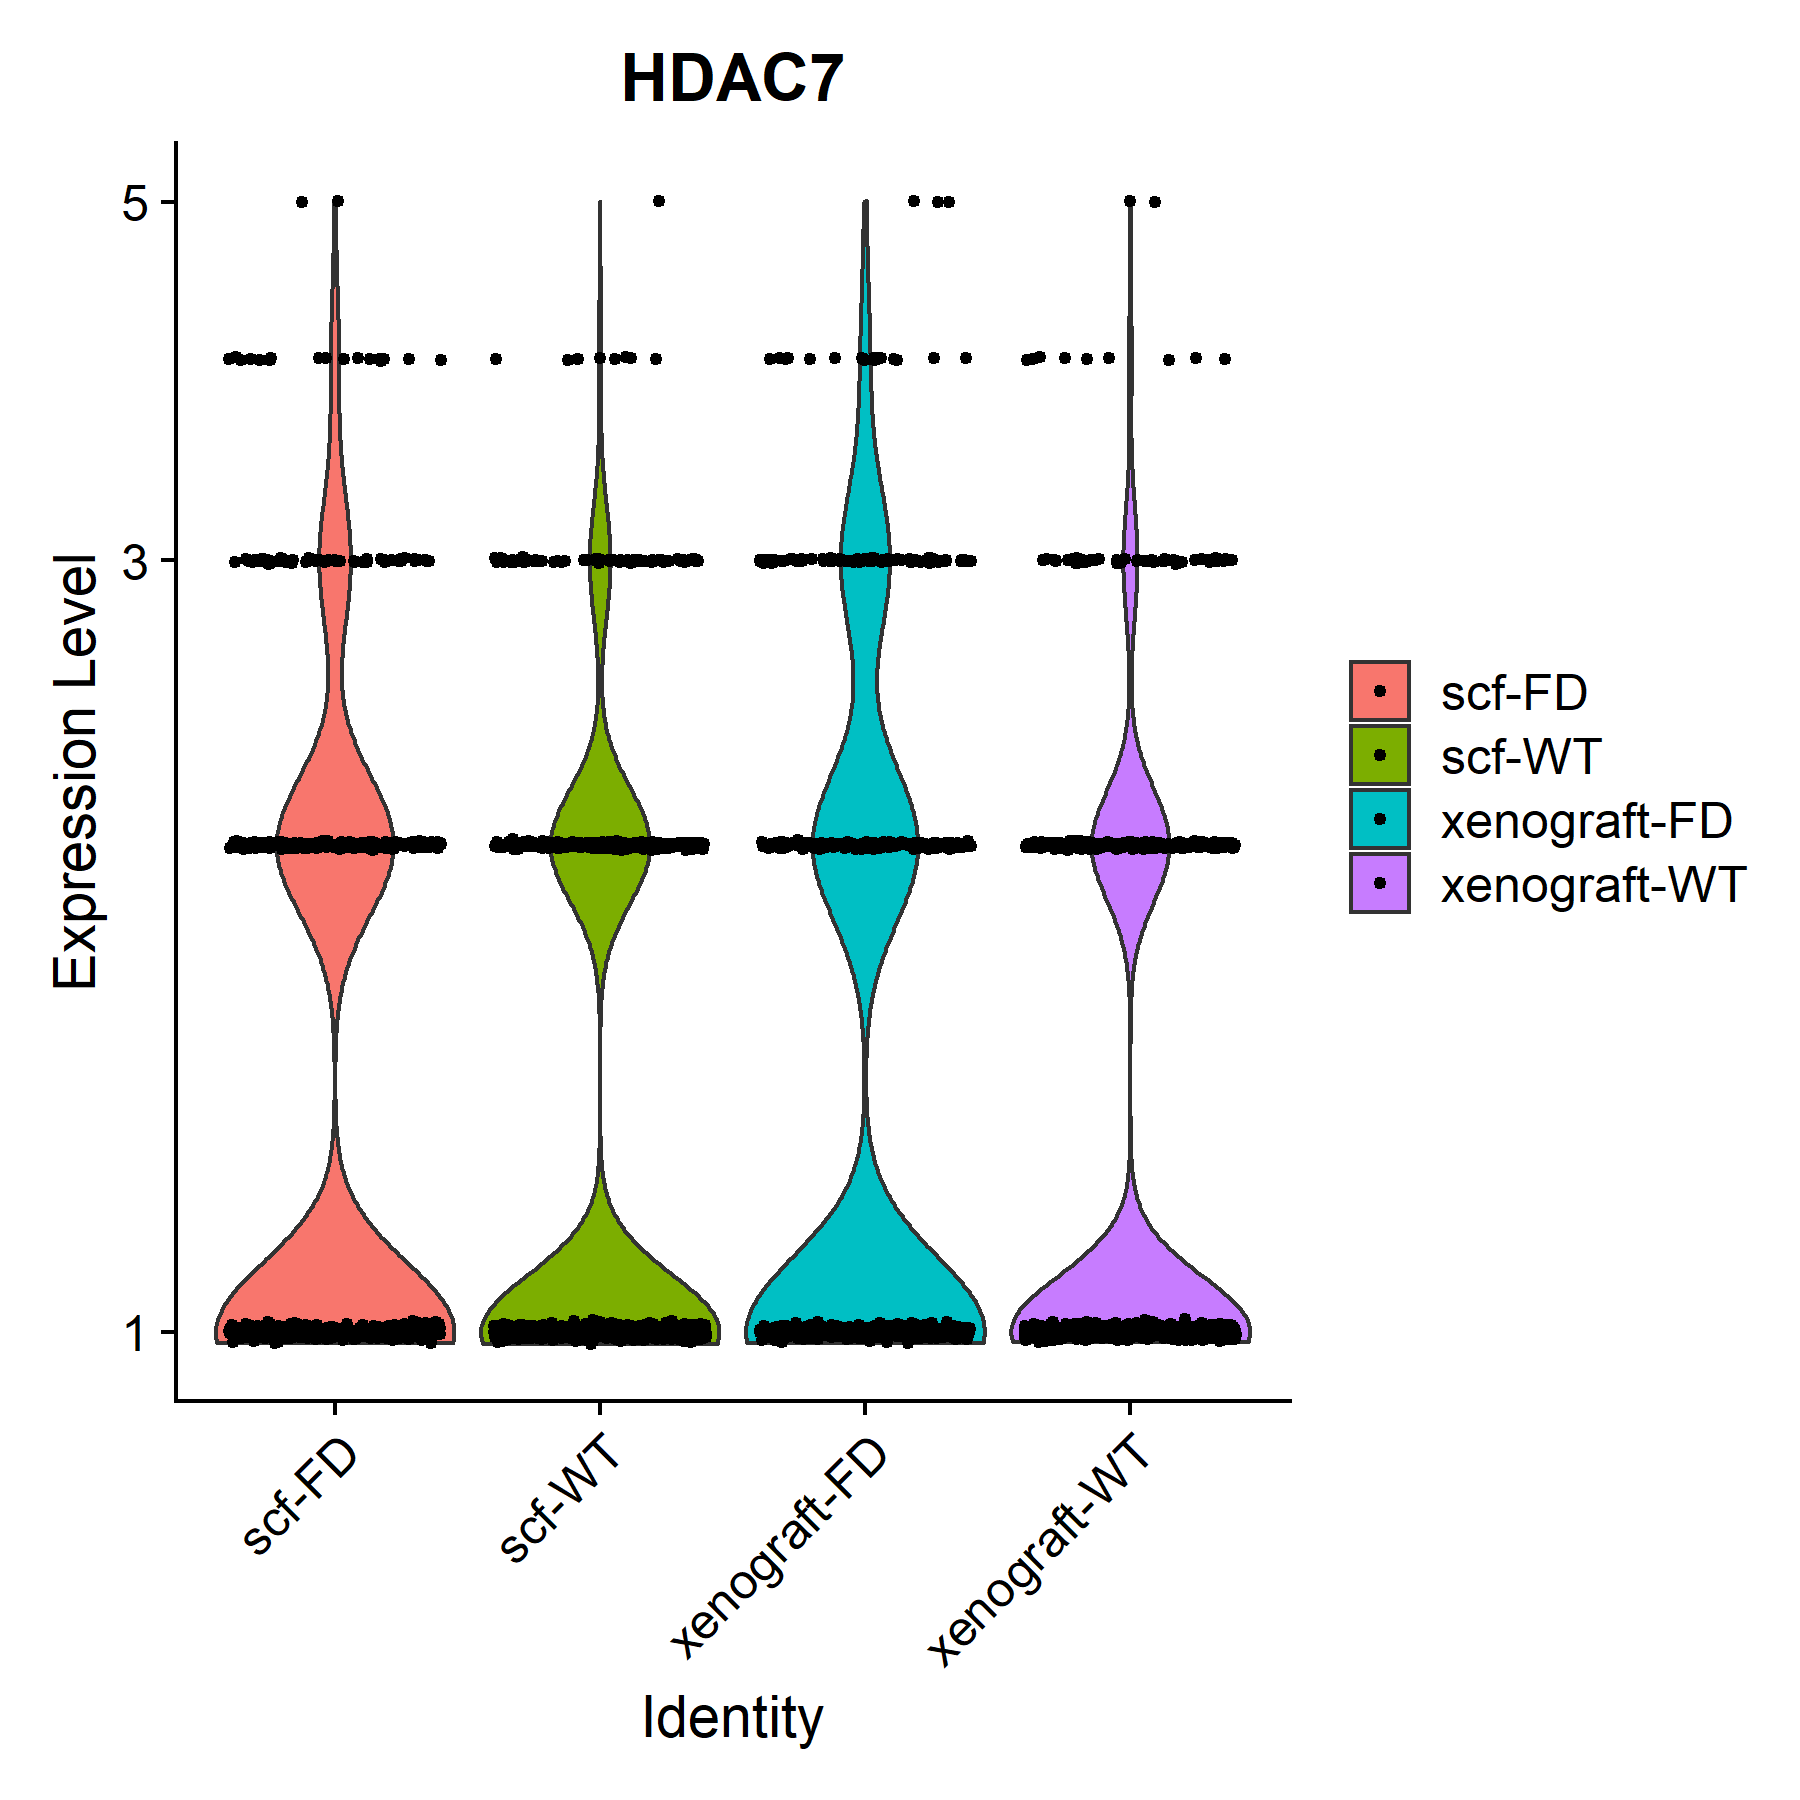 HDAC7
5
3
1
Expression Level
scf-FD
scf-WT
xenograft-FD
xenograft-WT
Identity
scf-FD
scf-WT
xenograft-FD
xenograft-WT